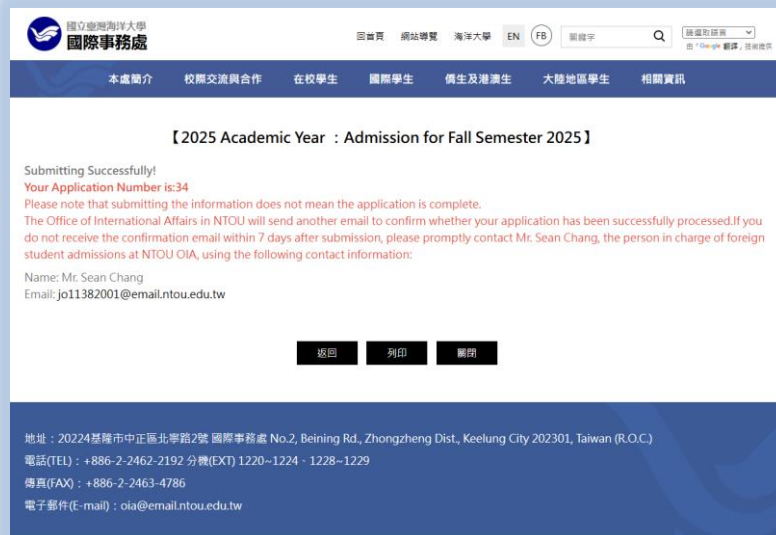 國立臺灣海洋大學
國際事務處
回首頁 網站導覽 海洋大學 EN FB 關鍵字 請選取語言
由「Google 翻譯」技術提供
本處簡介 校際交流與合作 在校學生 國際學生 僑生及港澳生 大陸地區學生 相關資訊
【2025 Academic Year ：Admission for Fall Semester 2025】
Submitting Successfully!
Your Application Number is:34
Please note that submitting the information does not mean the application is complete.
The Office of International Affairs in NTOU will send another email to confirm whether your application has been successfully processed.If you
do not receive the confirmation email within 7 days after submission, please promptly contact Mr. Sean Chang, the person in charge of foreign
student admissions at NTOU OIA, using the following contact information:
Name: Mr. Sean Chang
Email: jo11382001@email.ntou.edu.tw
返回 列印 關閉
地址：20224基隆市中正區北寧路2號 國際事務處 No.2, Beining Rd., Zhongzheng Dist., Keelung City 202301, Taiwan (R.O.C.)
電話(TEL)：+886-2-2462-2192 分機(EXT) 1220~1224、1228~1229
傳真(FAX)：+886-2-2463-4786
電子郵件(E-mail)：oia@email.ntou.edu.tw